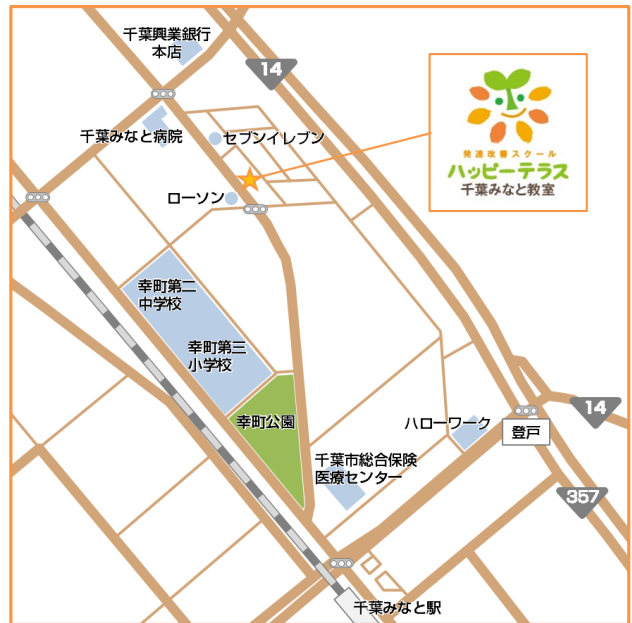 千葉興業銀行
本店
14
千葉みなと病院
セブンイレブン
ローソン
発達改善スクール
ハッピーテラス
千葉みなと教室
幸町第二
中学校
幸町第三
小学校
幸町公園
ハローワーク
登戸
14
千葉市総合保険
医療センター
357
千葉みなと駅